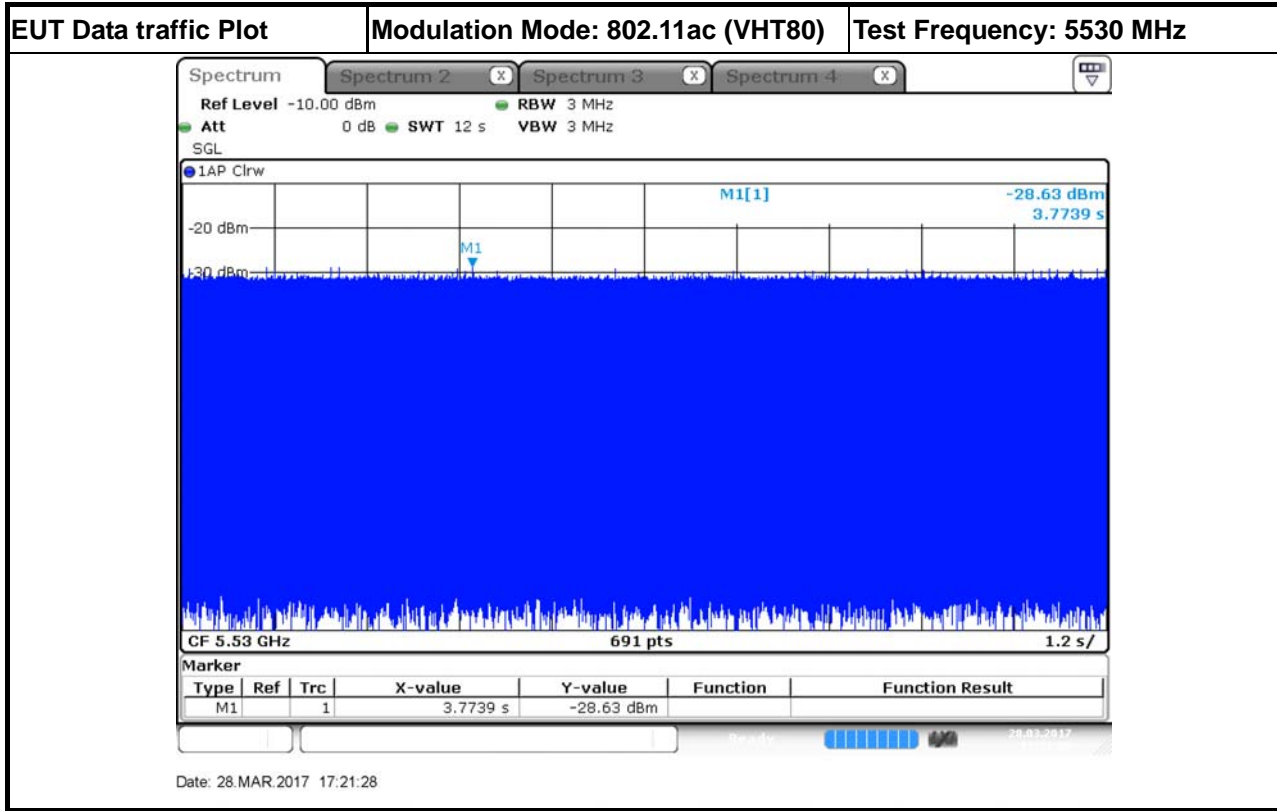 EUT Data traffic Plot Modulation Mode: 802.11ac (VHT80) Test Frequency: 5530 MHz
Spectrum Spectrum 2 X Spectrum 3 X Spectrum 4 X
Ref Level -10.00 dBm RBW 3 MHz
Att 0 dB SWT 12 s VBW 3 MHz
SGL
1AP Clrw
M1[1] -28.63 dBm
3.7739 s
-20 dBm
M1
-30 dBm
CF 5.53 GHz 691 pts 1.2 s/
Marker
Type Ref Trc X-value Y-value Function Function Result
M1 1 3.7739 s -28.63 dBm
Ready 28.03.2017
Date: 28.MAR.2017 17:21:28